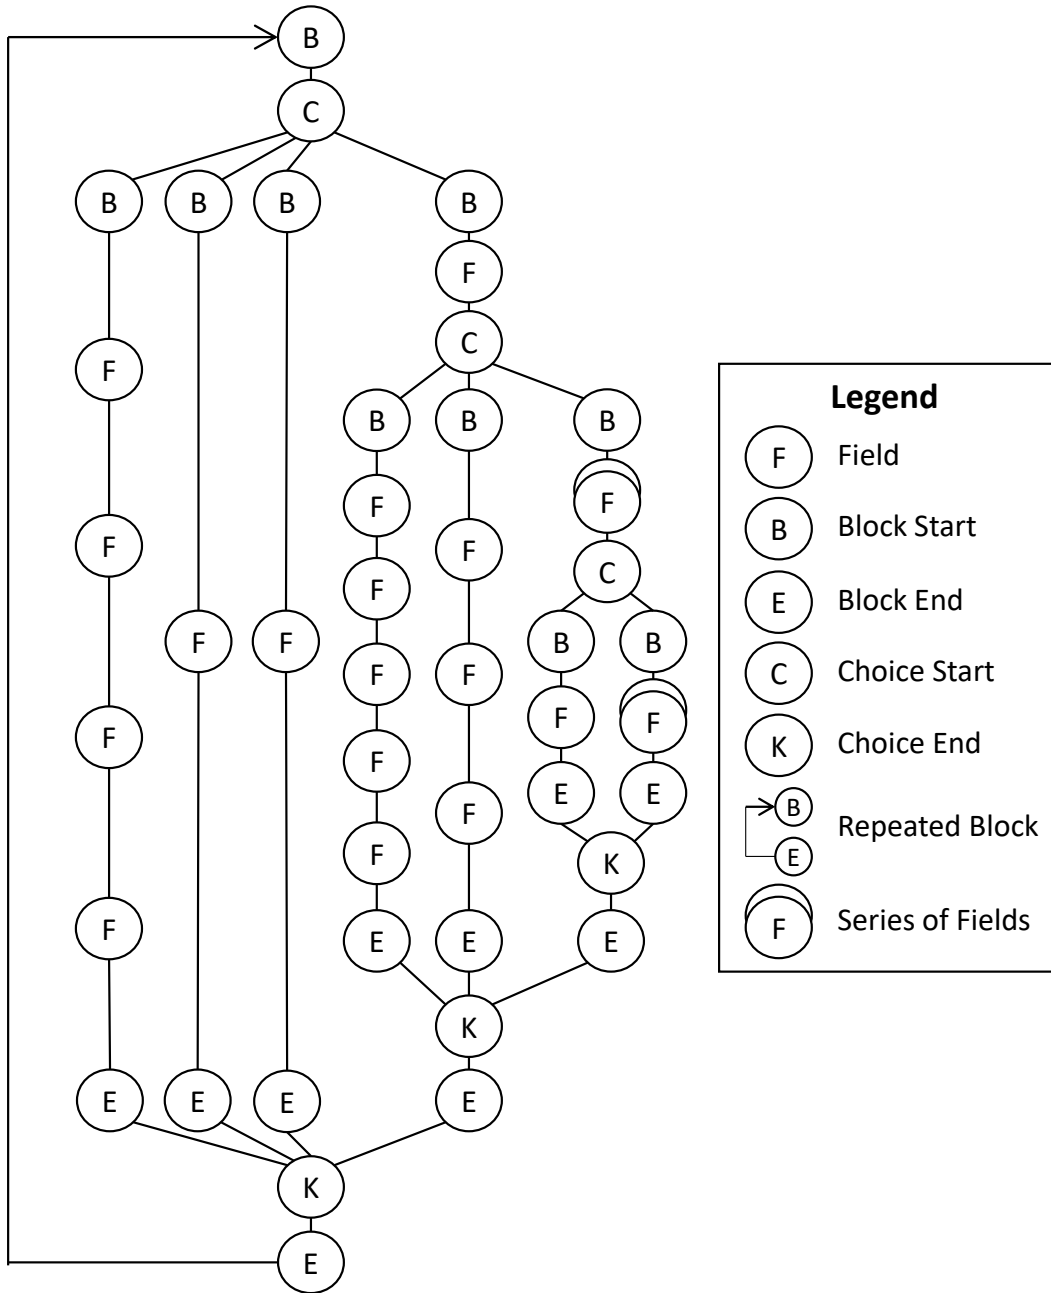 B
C
B B B B
F
C
F
B B B
F
F
F
F
C
F
B B
F F
F F
F F
F
F
E E
F
F
K
F
E E E
K
E E E E
K
E
Legend
F Field
B Block Start
E Block End
C Choice Start
K Choice End
B
Repeated Block
E
F Series of Fields